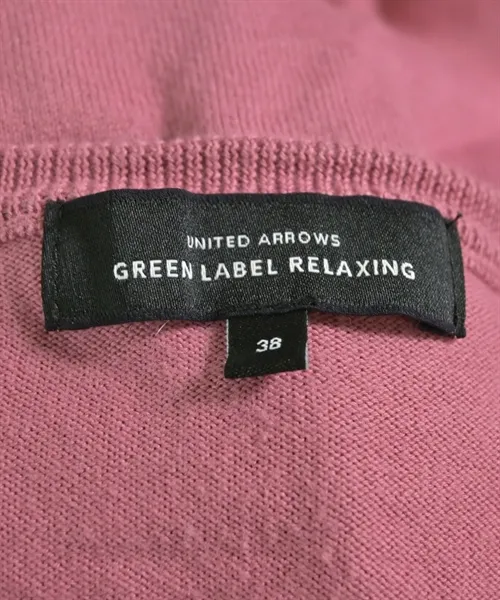 UNITED ARROWS
GREEN LABEL RELAXING
38